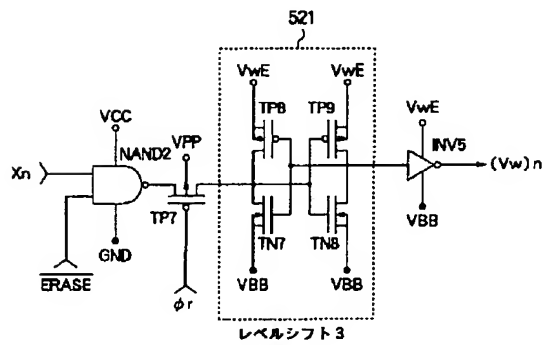 521
VwE
VwE
TP8
TP9
VCC
VPP
NAND2
VwE
INV5
Xn
(Vw)n
TP7
TN7
TN8
VBB
GND
ERASE
VBB
VBB
φr
レベルシフト3